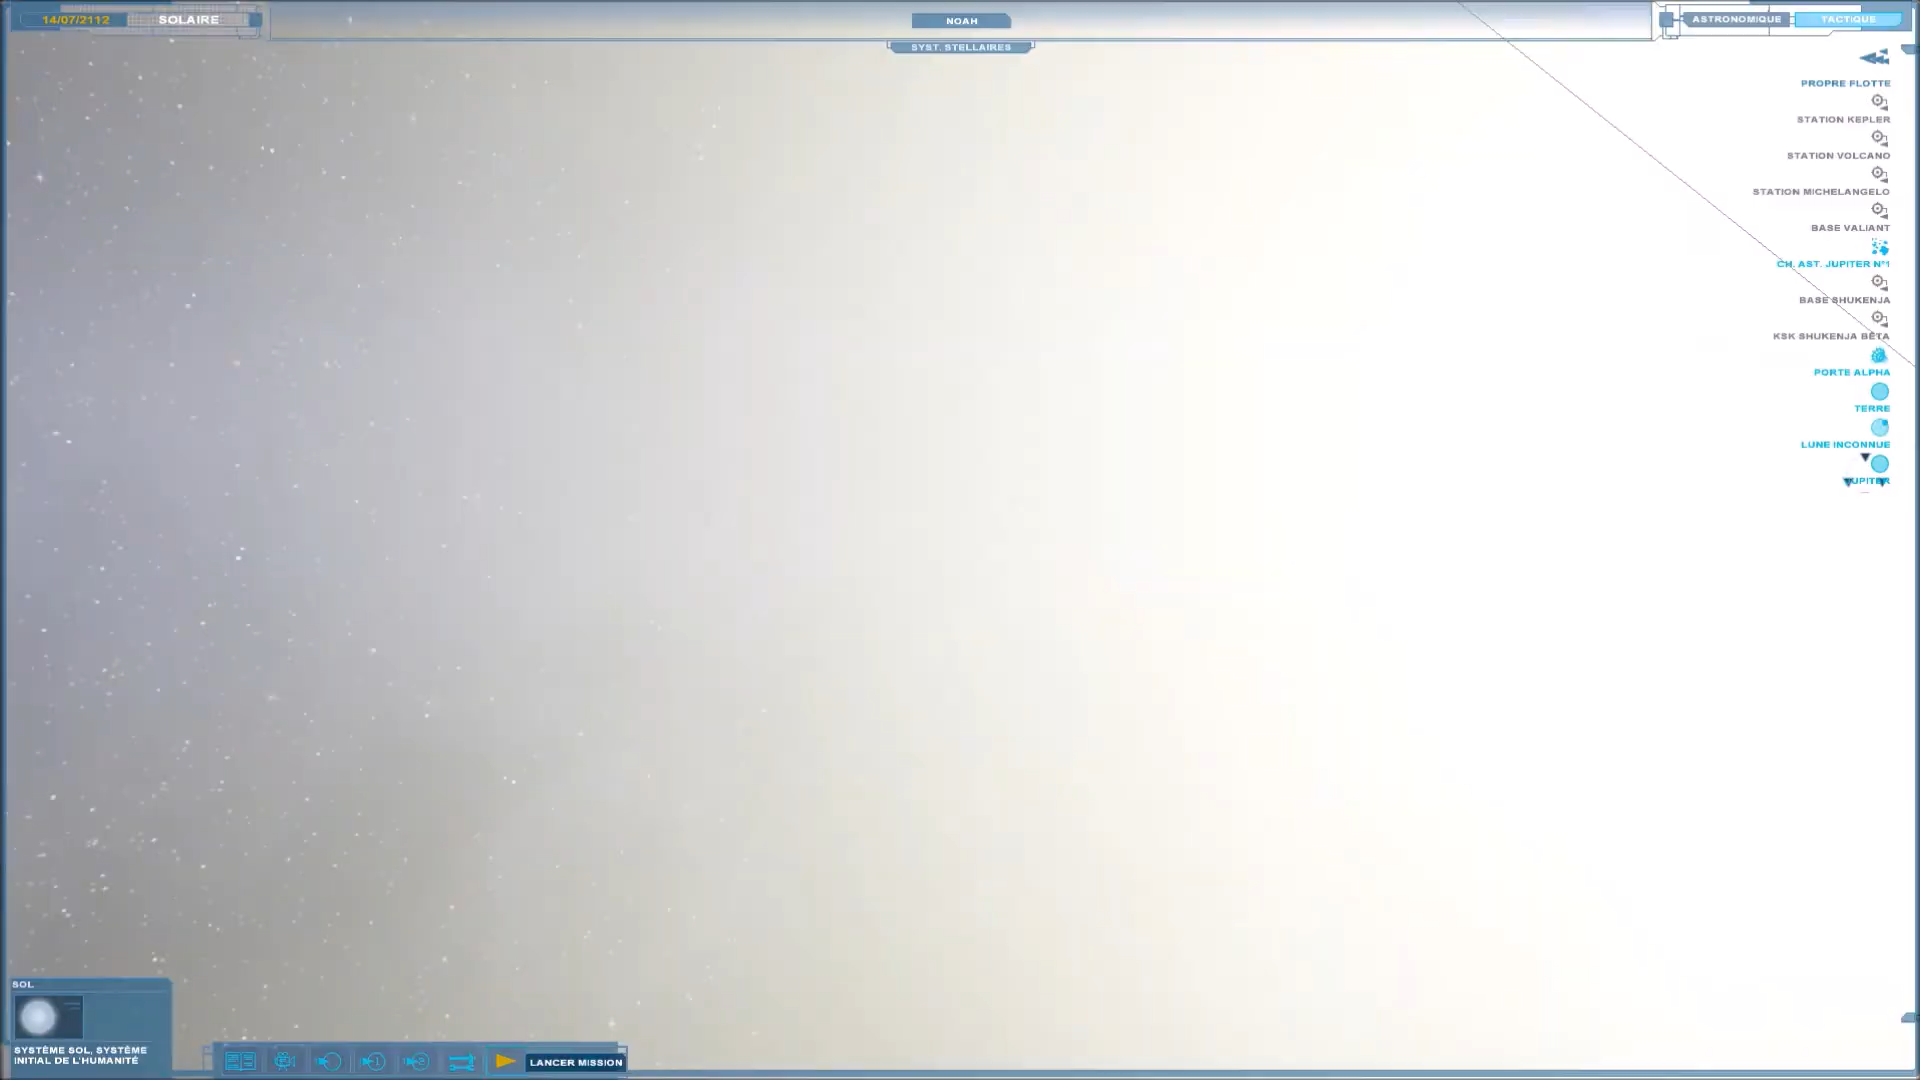 14/07/2112
SOLAIRE
NOAH
ASTRONOMIQUE
TACTIQUE
SYST. STELLAIRES
PROPRE FLOTTE
STATION KEPLER
STATION VOLCANO
STATION MICHELANGELO
BASE VALIANT
CH. AST. JUPITER N°1
BASE SHUKENJA
KSK SHUKENJA BÊTA
PORTE ALPHA
TERRE
LUNE INCONNUE
JUPITER
SOL
SYSTÈME SOL, SYSTÈME
INITIAL DE L'HUMANITÉ
LANCER MISSION